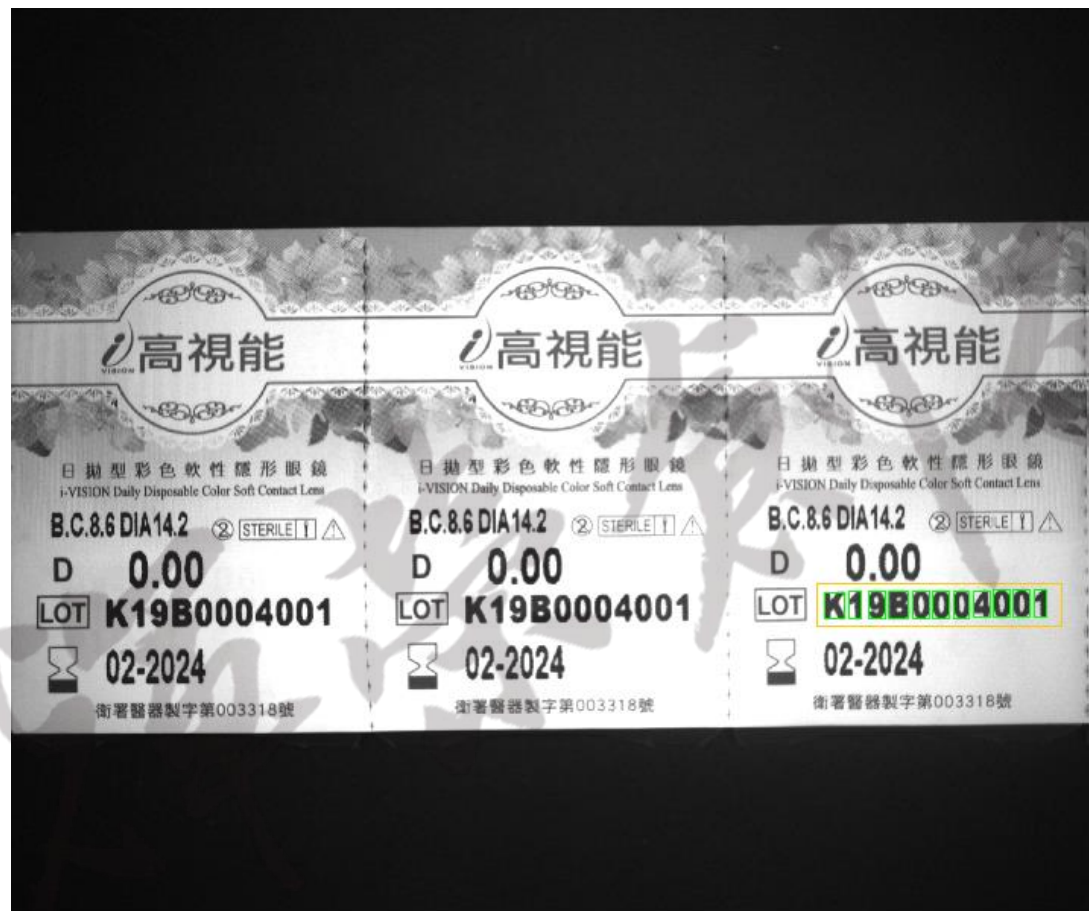 i 高視能
VISION
日拋型彩色軟性隱形眼鏡
i-VISION Daily Disposable Color Soft Contact Lens
B.C.8.6 DIA14.2 ② STERILE
D 0.00
LOT K19B0004001
02-2024
衛署醫器製字第003318號
i 高視能
VISION
日拋型彩色軟性隱形眼鏡
i-VISION Daily Disposable Color Soft Contact Lens
B.C.8.6 DIA14.2 ② STERILE
D 0.00
LOT K19B0004001
02-2024
衛署醫器製字第003318號
i 高視能
VISION
日拋型彩色軟性隱形眼鏡
i-VISION Daily Disposable Color Soft Contact Lens
B.C.8.6 DIA14.2 ② STERILE
D 0.00
LOT K19B0004001
02-2024
衛署醫器製字第003318號